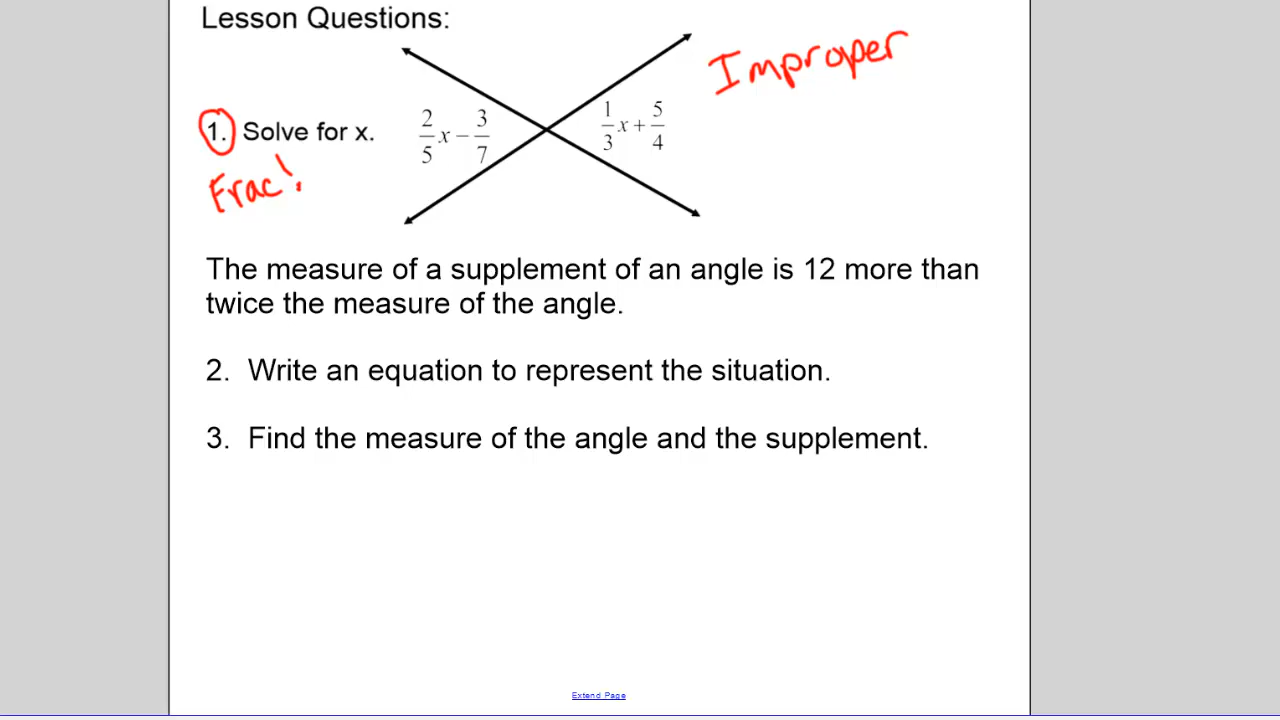 Lesson Questions:
Improper
1. Solve for x. 2/5 x − 3/7 1/3 x + 5/4
Frac!
The measure of a supplement of an angle is 12 more than
twice the measure of the angle.
2. Write an equation to represent the situation.
3. Find the measure of the angle and the supplement.
Extend Page